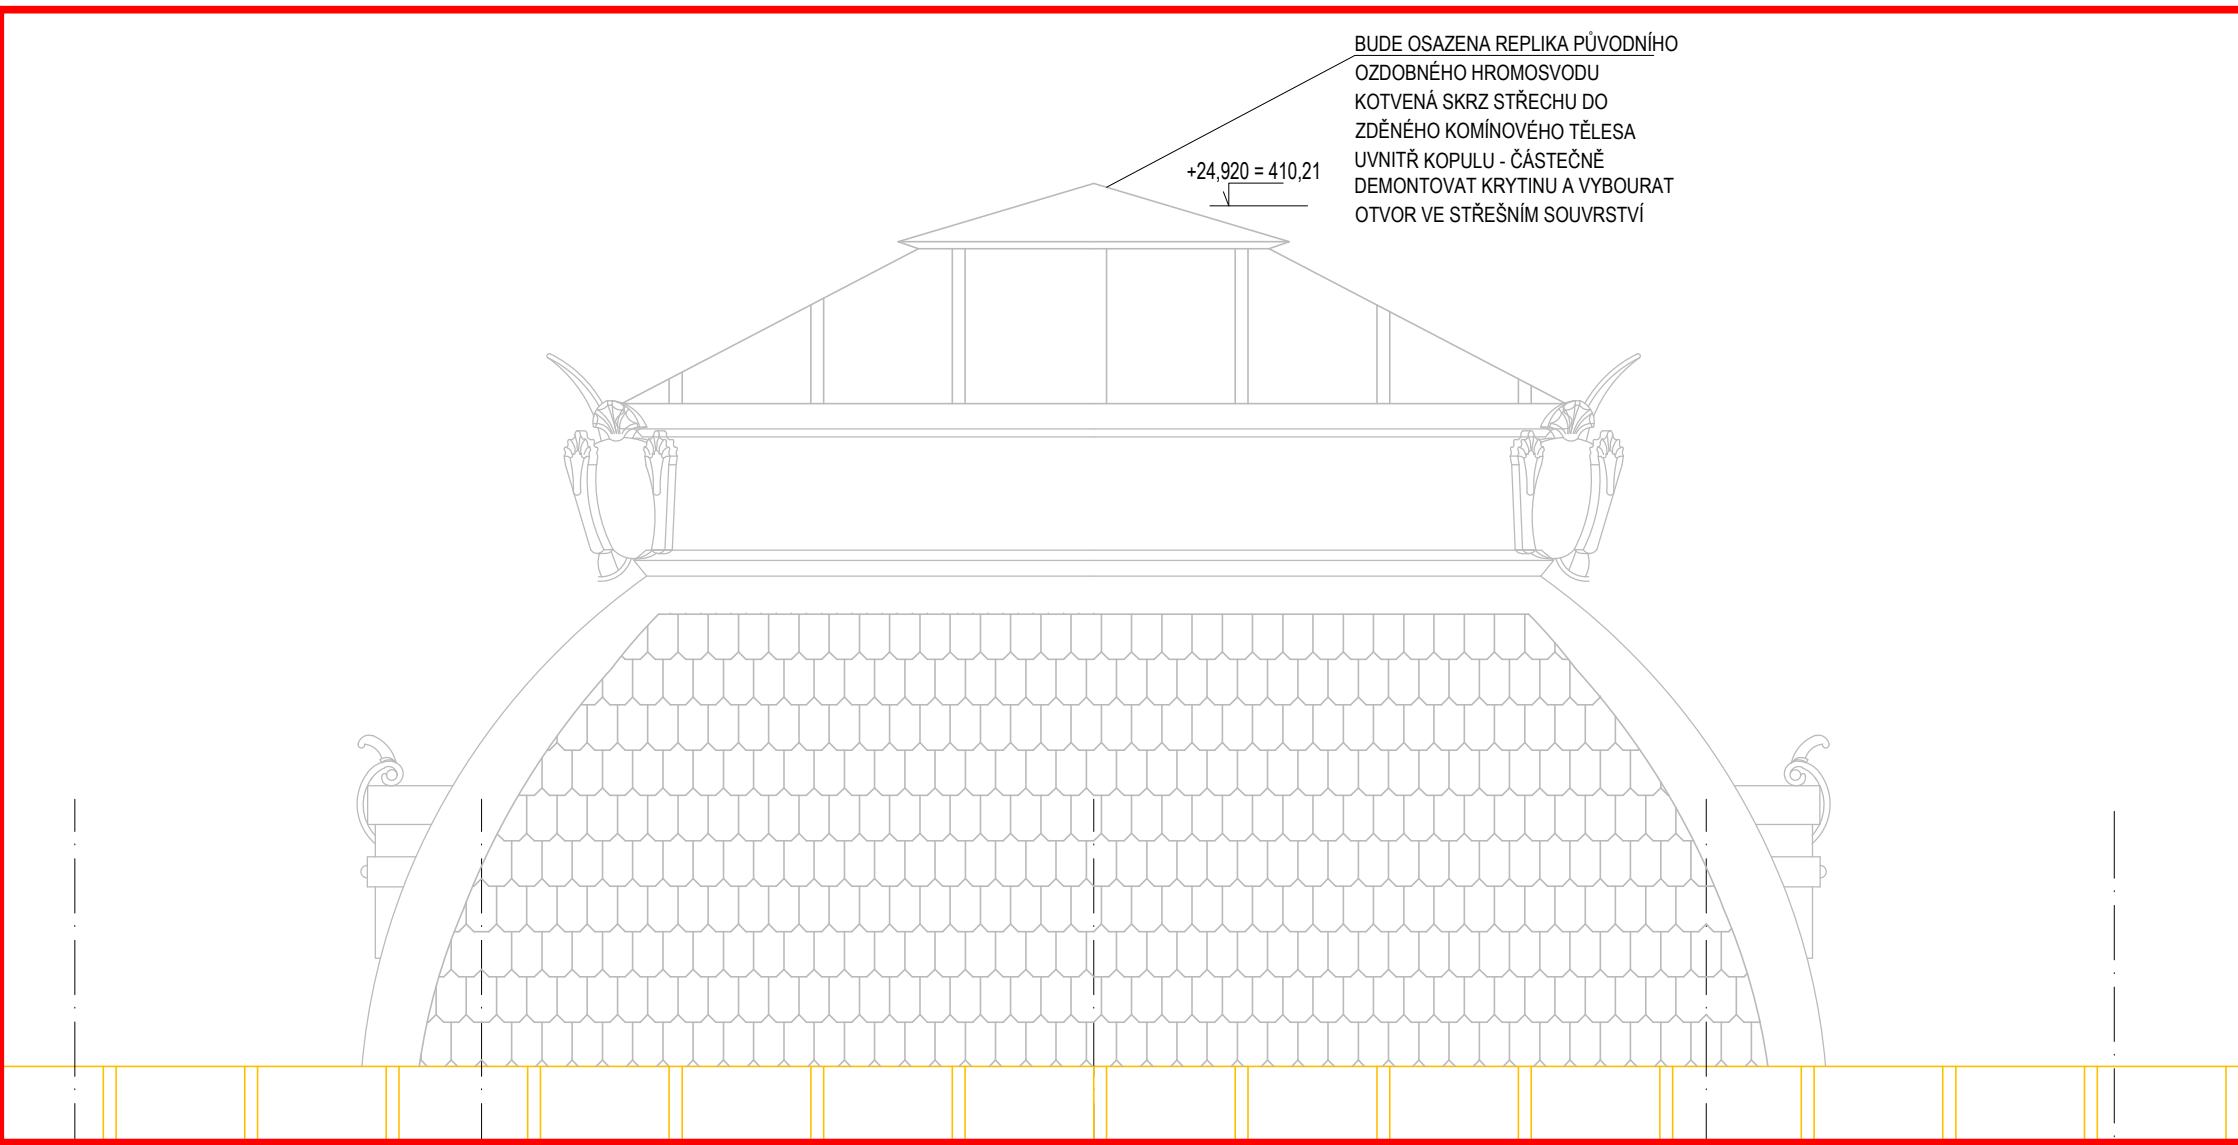 BUDE OSAZENA REPLIKA PŮVODNÍHO
OZDOBNÉHO HROMOSVODU
KOTVENÁ SKRZ STŘECHU DO
ZDĚNÉHO KOMÍNOVÉHO TĚLESA
UVNITŘ KOPULU - ČÁSTEČNĚ
DEMONTOVAT KRYTINU A VYBOURAT
OTVOR VE STŘEŠNÍM SOUVRSTVÍ
+24,920 = 410,21